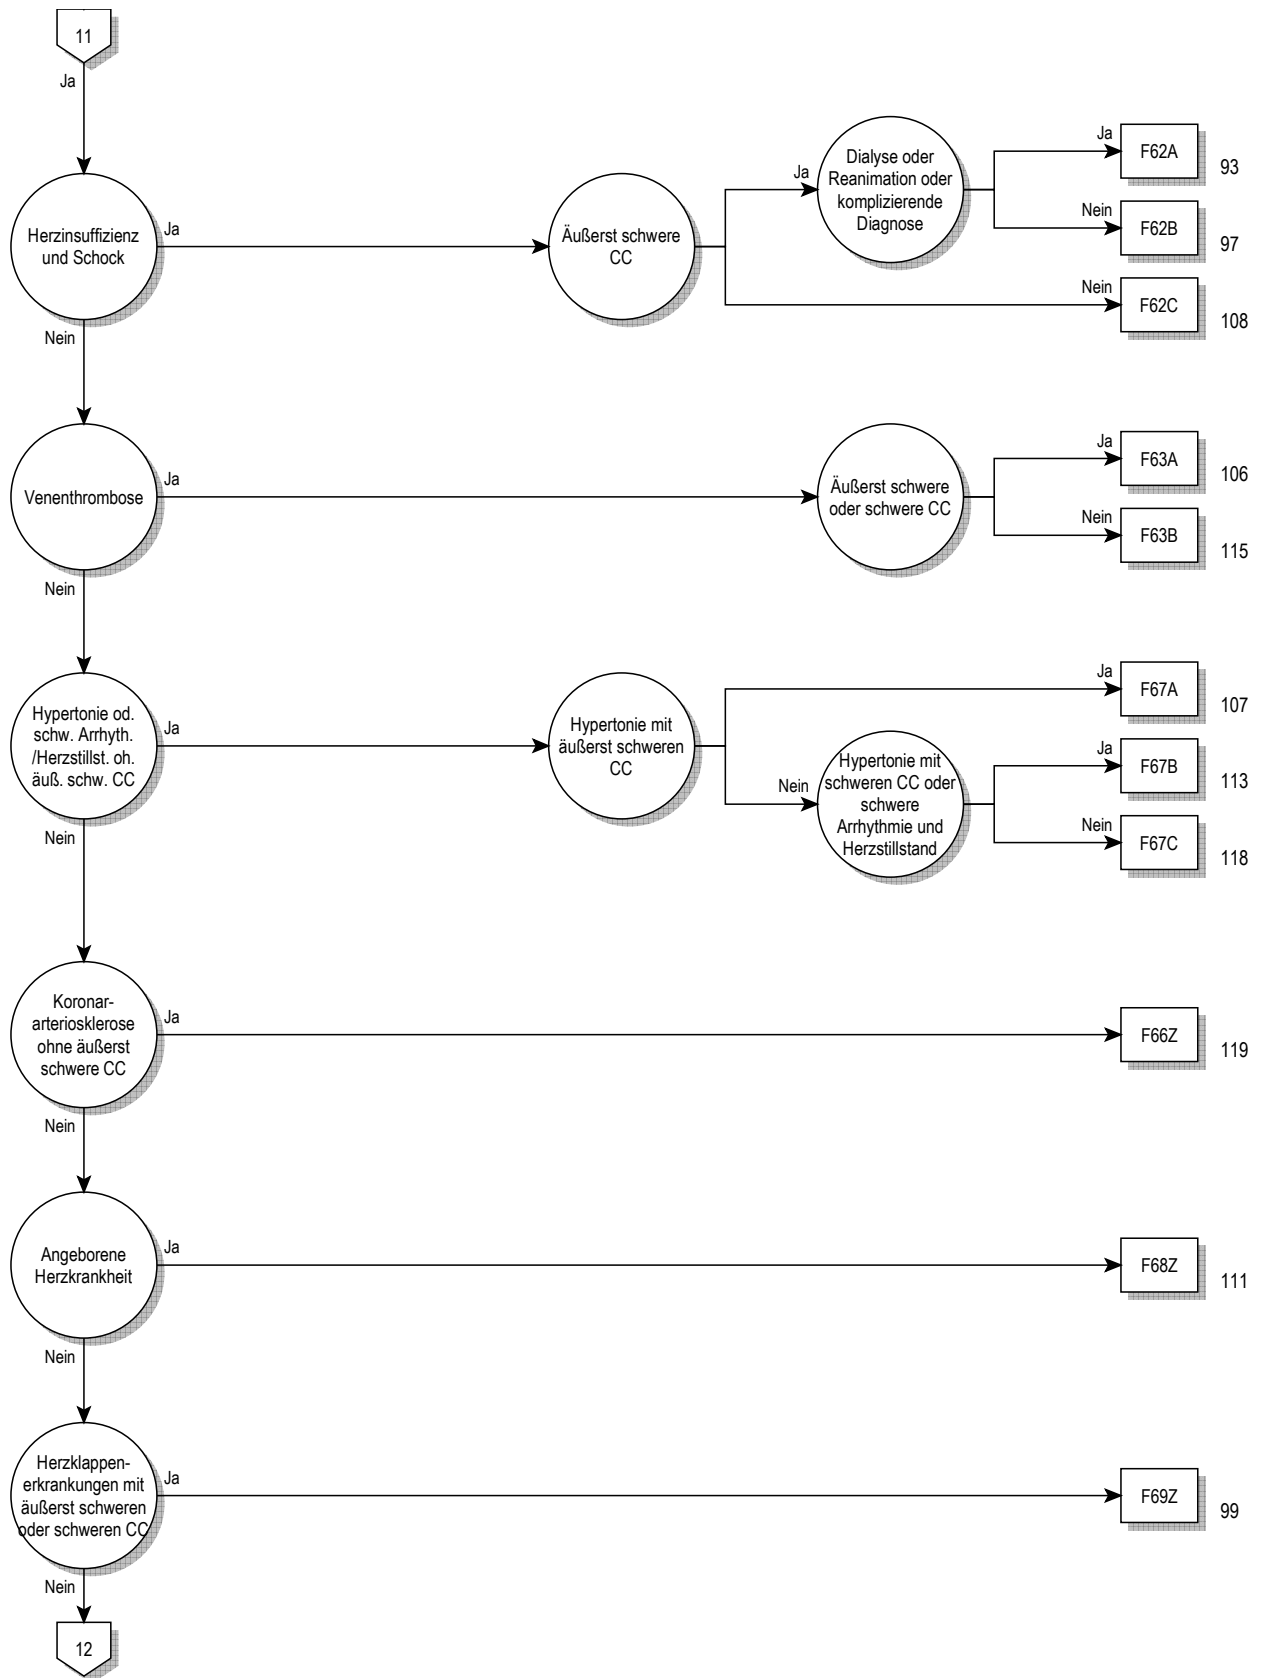 11
Ja
Herzinsuffizienz
und Schock
Ja
Äußerst schwere
CC
Ja
Dialyse oder
Reanimation oder
komplizierende
Diagnose
Ja
F62A
93
Nein
F62B
97
Nein
F62C
108
Nein
Venenthrombose
Ja
Äußerst schwere
oder schwere CC
Ja
F63A
106
Nein
F63B
115
Nein
Hypertonie od.
schw. Arrhyth.
/Herzstillst. oh.
äuß. schw. CC
Ja
Hypertonie mit
äußerst schweren
CC
Ja
F67A
107
Nein
Hypertonie mit
schweren CC oder
schwere
Arrhythmie und
Herzstillstand
Ja
F67B
113
Nein
F67C
118
Nein
Koronar-
arteriosklerose
ohne äußerst
schwere CC
Ja
F66Z
119
Nein
Angeborene
Herzkrankheit
Ja
F68Z
111
Nein
Herzklappen-
erkrankungen mit
äußerst schweren
oder schweren CC
Ja
F69Z
99
Nein
12